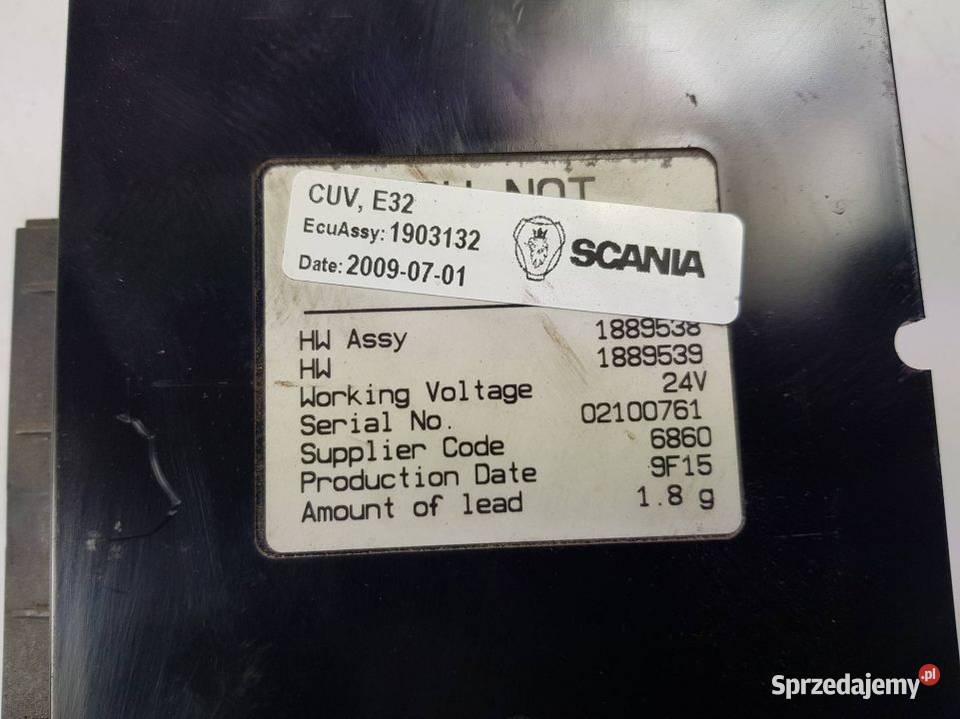 NOT
CUV, E32
EcuAssy: 1903132
Date: 2009-07-01
SCANIA
HW Assy 1889538
HW 1889539
Working Voltage 24V
Serial No. 02100761
Supplier Code 6860
Production Date 9F15
Amount of lead 1.8 g
Sprzedajemy.pl